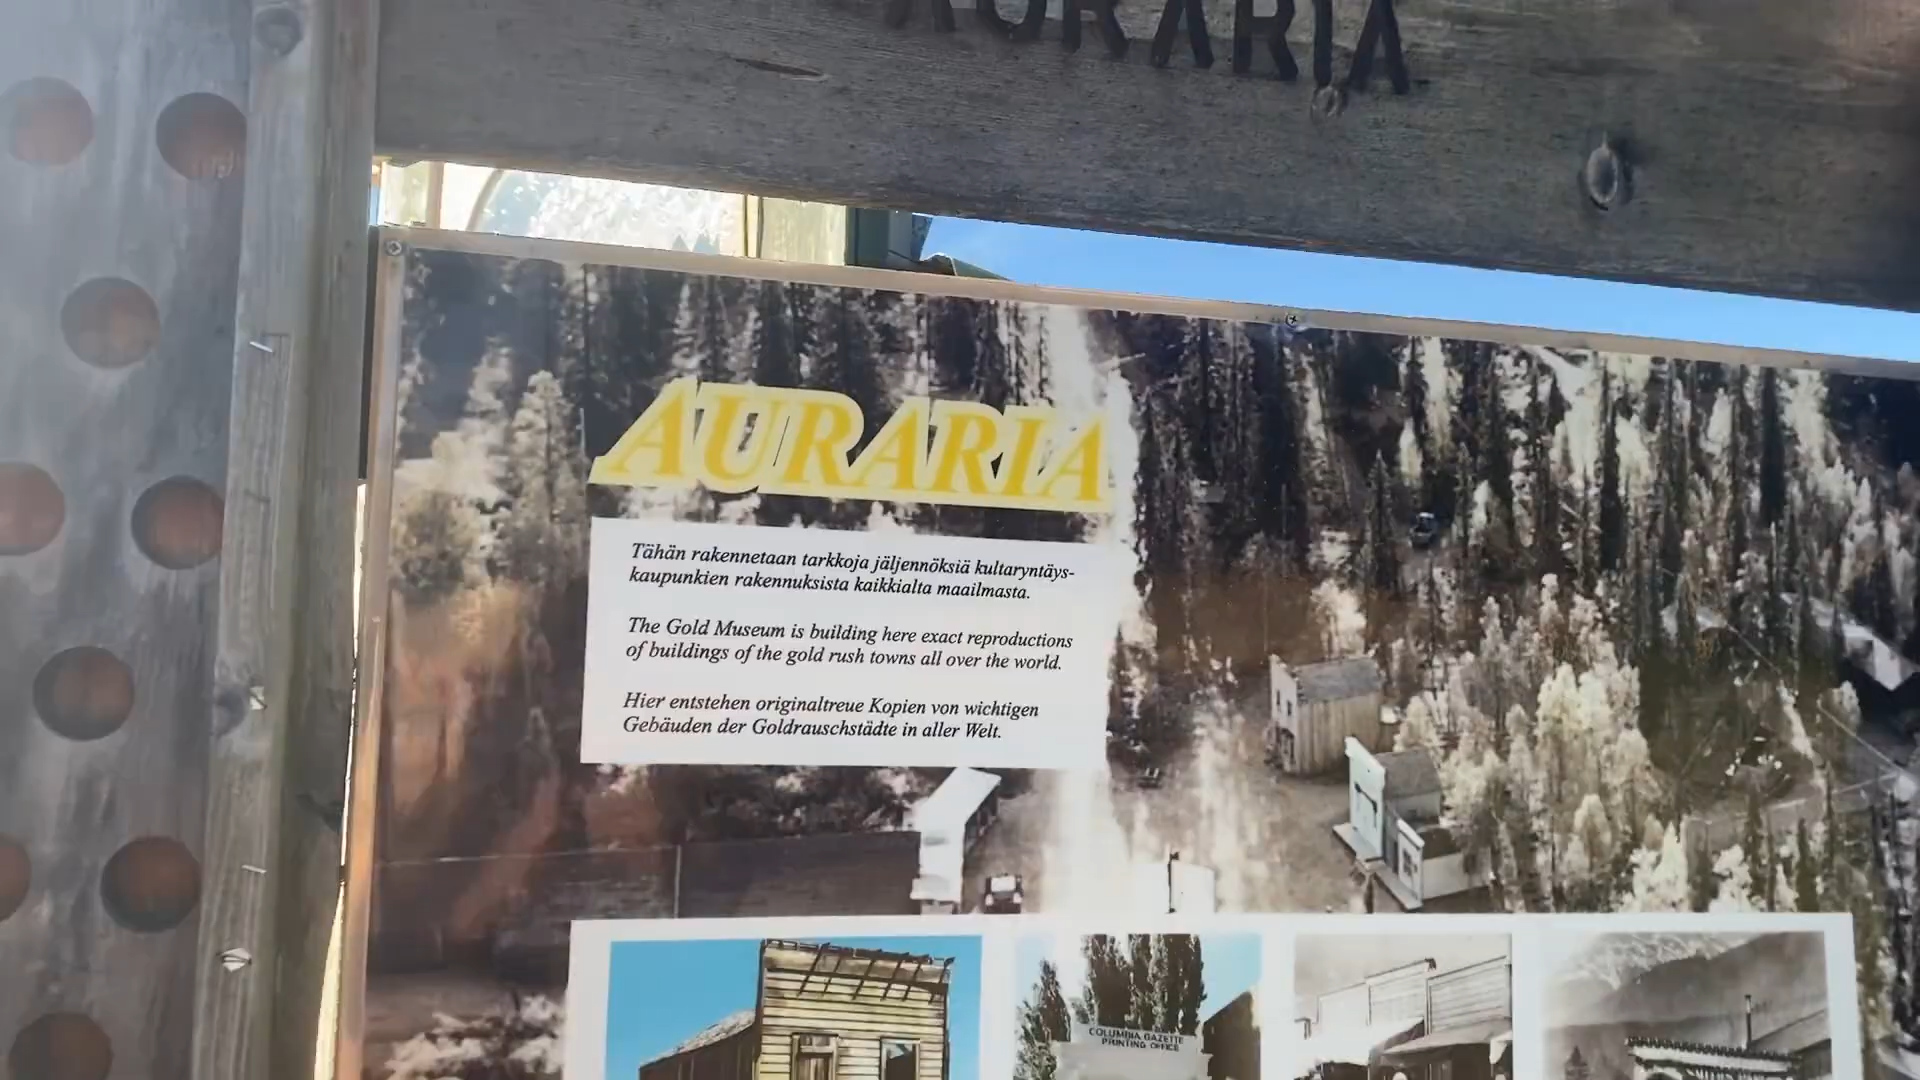 AURARIA
AURARIA
Tähän rakennetaan tarkkoja jäljennöksiä kultaryntäys-
kaupunkien rakennuksista kaikkialta maailmasta.
The Gold Museum is building here exact reproductions
of buildings of the gold rush towns all over the world.
Hier entstehen originaltreue Kopien von wichtigen
Gebäuden der Goldrauschstädte in aller Welt.
COLUMBIA GAZETTE
PRINTING OFFICE